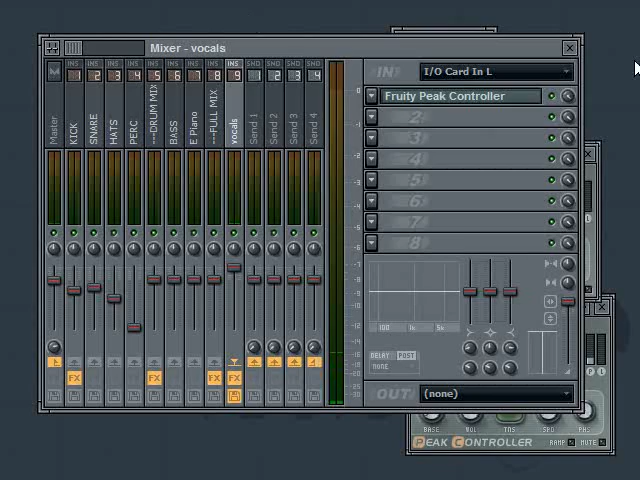 Mixer - vocals
INS INS INS INS INS INS INS INS INS SND SND SND SND
1 2 3 4 5 6 7 8 9 1 2 3 4
Master
KICK
SNARE
HATS
PERC
---DRUM MIX
BASS
E Piano
---FULL MIX
vocals
Send 1
Send 2
Send 3
Send 4
IN
I/O Card In L
Fruity Peak Controller
2
3
4
5
6
7
8
100 1k 5k
DELAY POST
NONE
FX FX FX FX
OUT
(none)
BASE VOL TNS SPD PHS
PEAK CONTROLLER RAMP MUTE